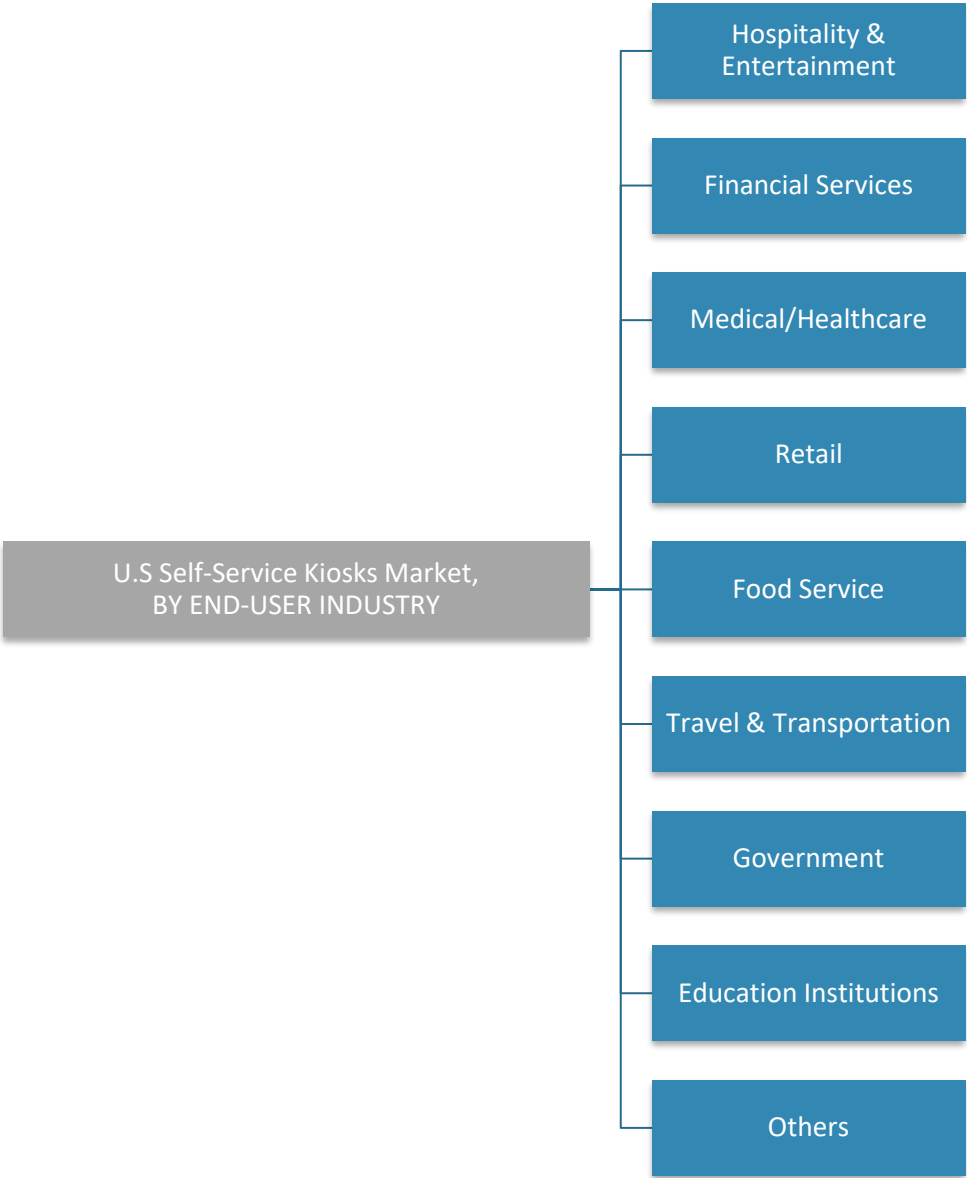 Hospitality &
Entertainment
Financial Services
Medical/Healthcare
Retail
U.S Self-Service Kiosks Market,
BY END-USER INDUSTRY
Food Service
Travel & Transportation
Government
Education Institutions
Others